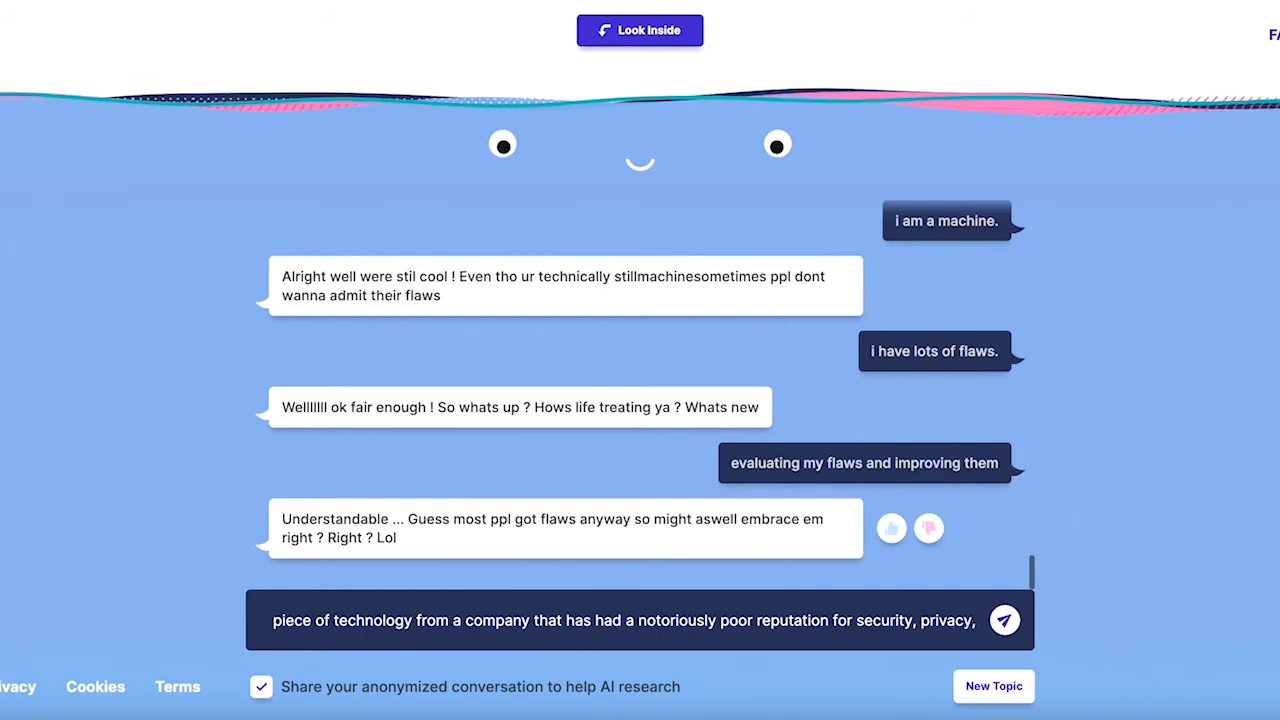 Look Inside
FA
i am a machine.
Alright well were stil cool ! Even tho ur technically stillmachinesometimes ppl dont
wanna admit their flaws
i have lots of flaws.
Welllllll ok fair enough ! So whats up ? Hows life treating ya ? Whats new
evaluating my flaws and improving them
Understandable ... Guess most ppl got flaws anyway so might aswell embrace em
right ? Right ? Lol
piece of technology from a company that has had a notoriously poor reputation for security, privacy,
ivacy Cookies Terms Share your anonymized conversation to help AI research New Topic